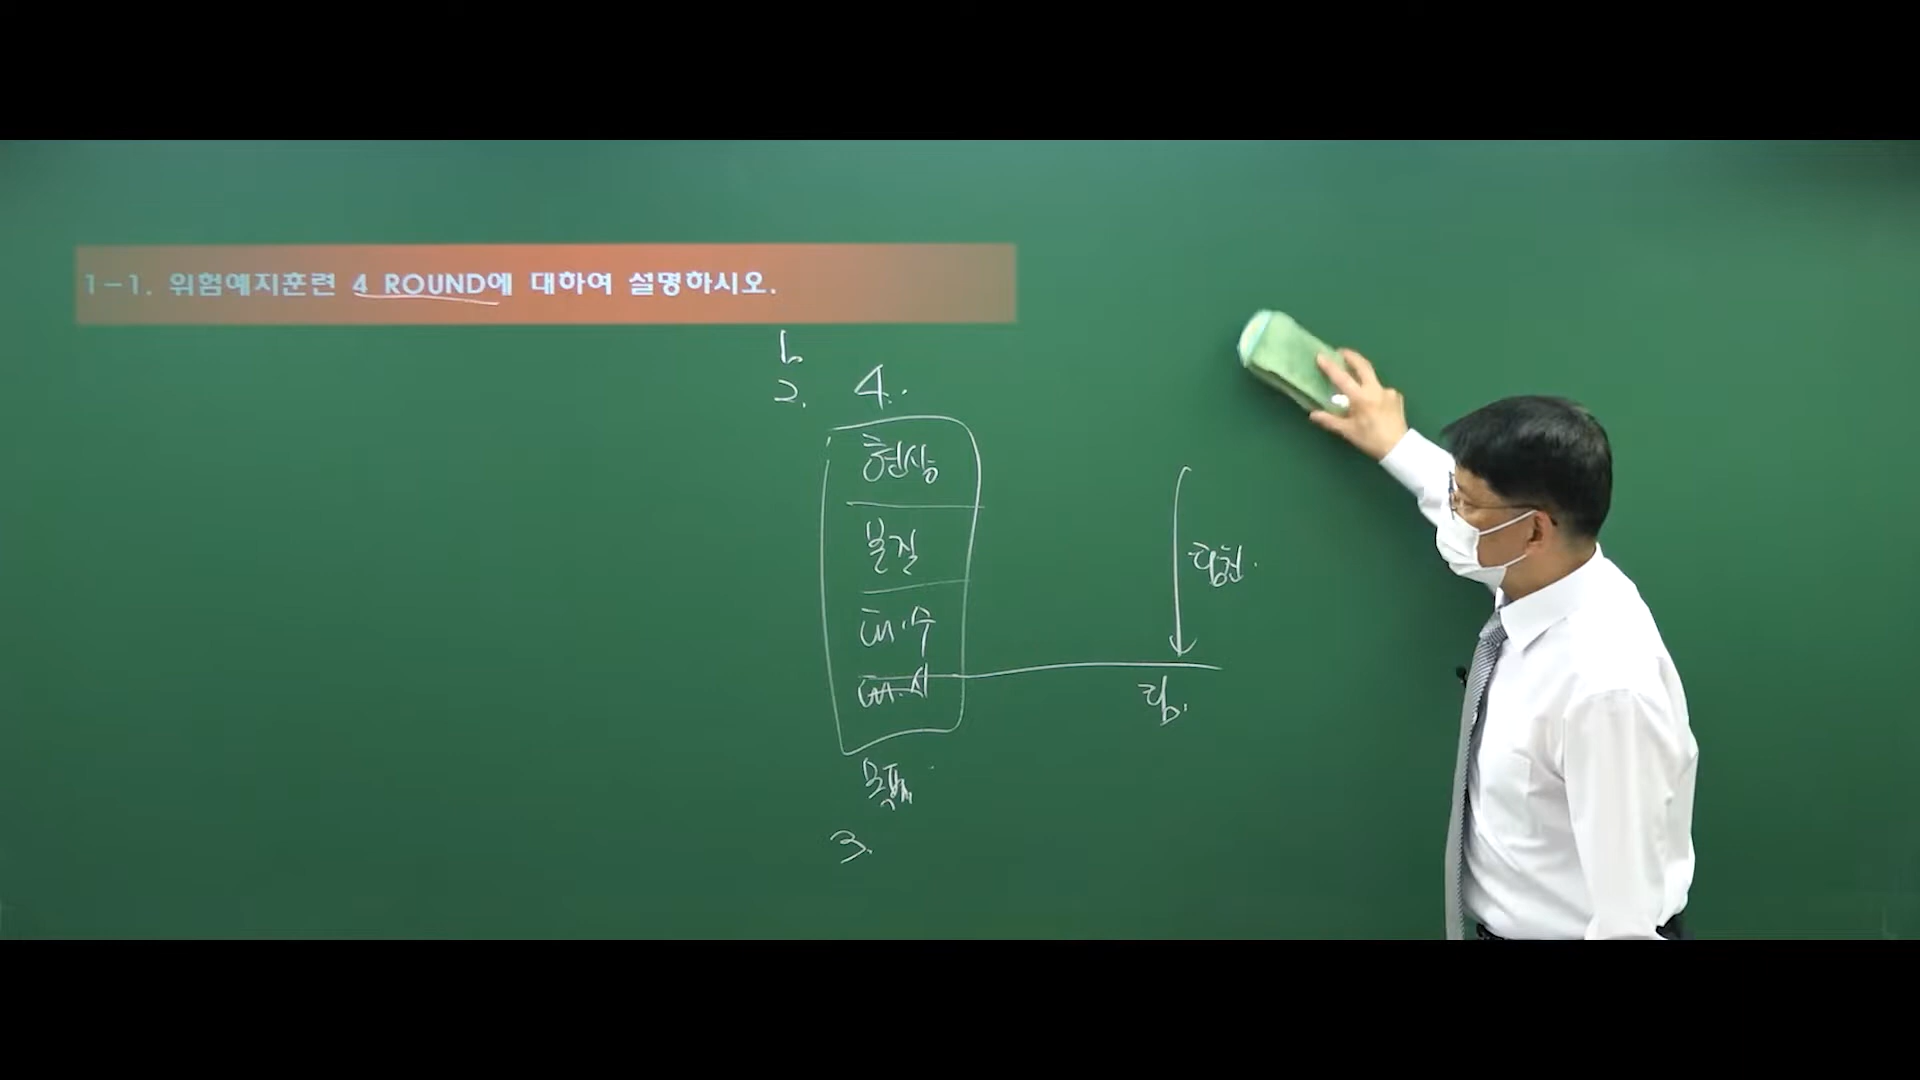 1-1. 위험예지훈련 4 ROUND에 대하여 설명하시오.
1.
2. 4.
현상
본질
대·수
목표
3.